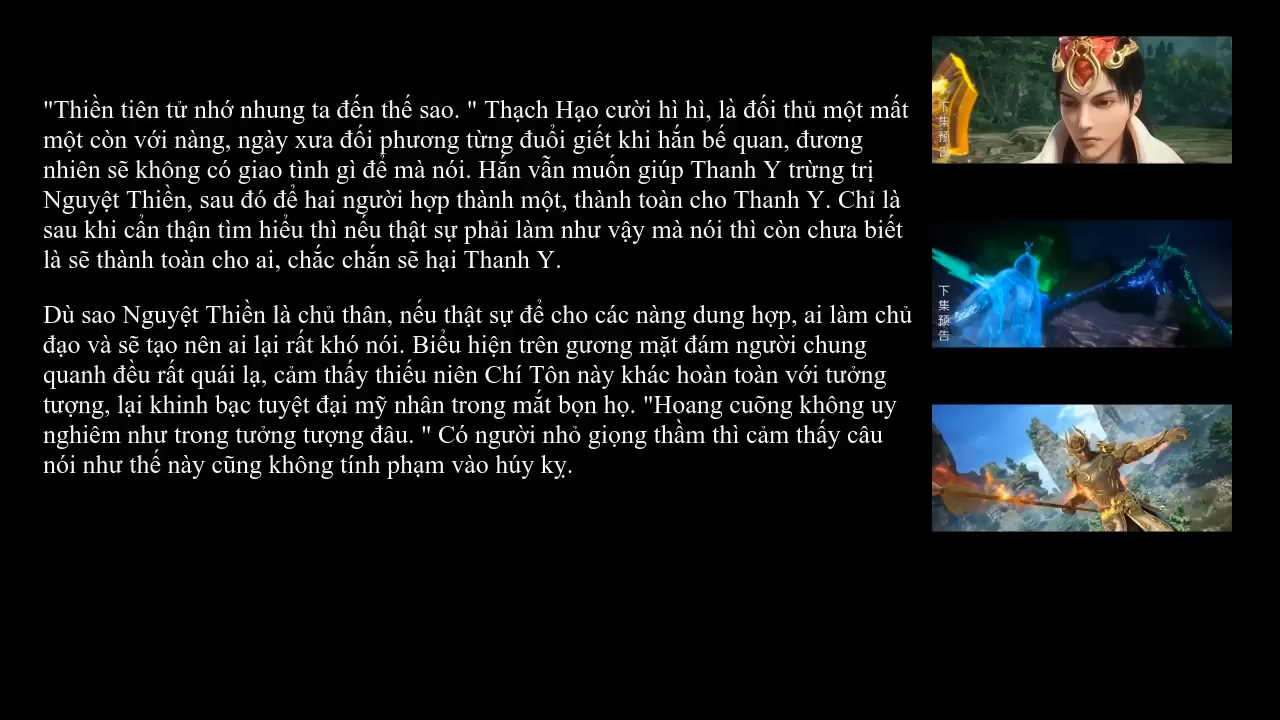 "Thiền tiên tử nhớ nhung ta đến thế sao. " Thạch Hạo cười hì hì, là đối thủ một mất
một còn với nàng, ngày xưa đối phương từng đuổi giết khi hắn bế quan, đương
nhiên sẽ không có giao tình gì để mà nói. Hắn vẫn muốn giúp Thanh Y trừng trị
Nguyệt Thiền, sau đó để hai người hợp thành một, thành toàn cho Thanh Y. Chỉ là
sau khi cẩn thận tìm hiểu thì nếu thật sự phải làm như vậy mà nói thì còn chưa biết
là sẽ thành toàn cho ai, chắc chắn sẽ hại Thanh Y.
Dù sao Nguyệt Thiền là chủ thân, nếu thật sự để cho các nàng dung hợp, ai làm chủ
đạo và sẽ tạo nên ai lại rất khó nói. Biểu hiện trên gương mặt đám người chung
quanh đều rất quái lạ, cảm thấy thiếu niên Chí Tôn này khác hoàn toàn với tưởng
tượng, lại khinh bạc tuyệt đại mỹ nhân trong mắt bọn họ. "Hoang cuõng không uy
nghiêm như trong tưởng tượng đâu. " Có người nhỏ giọng thầm thì cảm thấy câu
nói như thế này cũng không tính phạm vào húy kỵ.
下集预告
下集预告